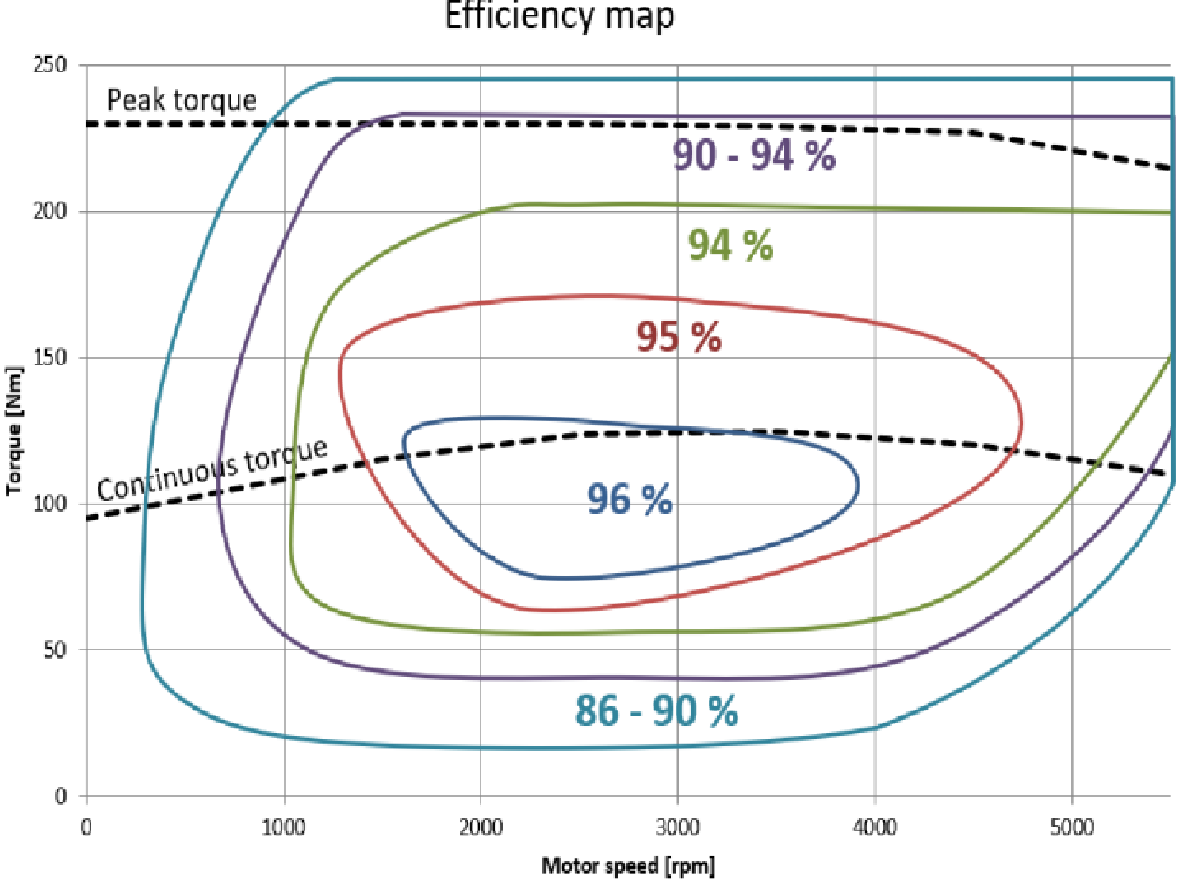 Efficiency map
250
Peak torque
90 - 94 %
200
94 %
95 %
150
Torque [Nm]
Continuous torque
96 %
100
50
86 - 90 %
0
0 1000 2000 3000 4000 5000
Motor speed [rpm]